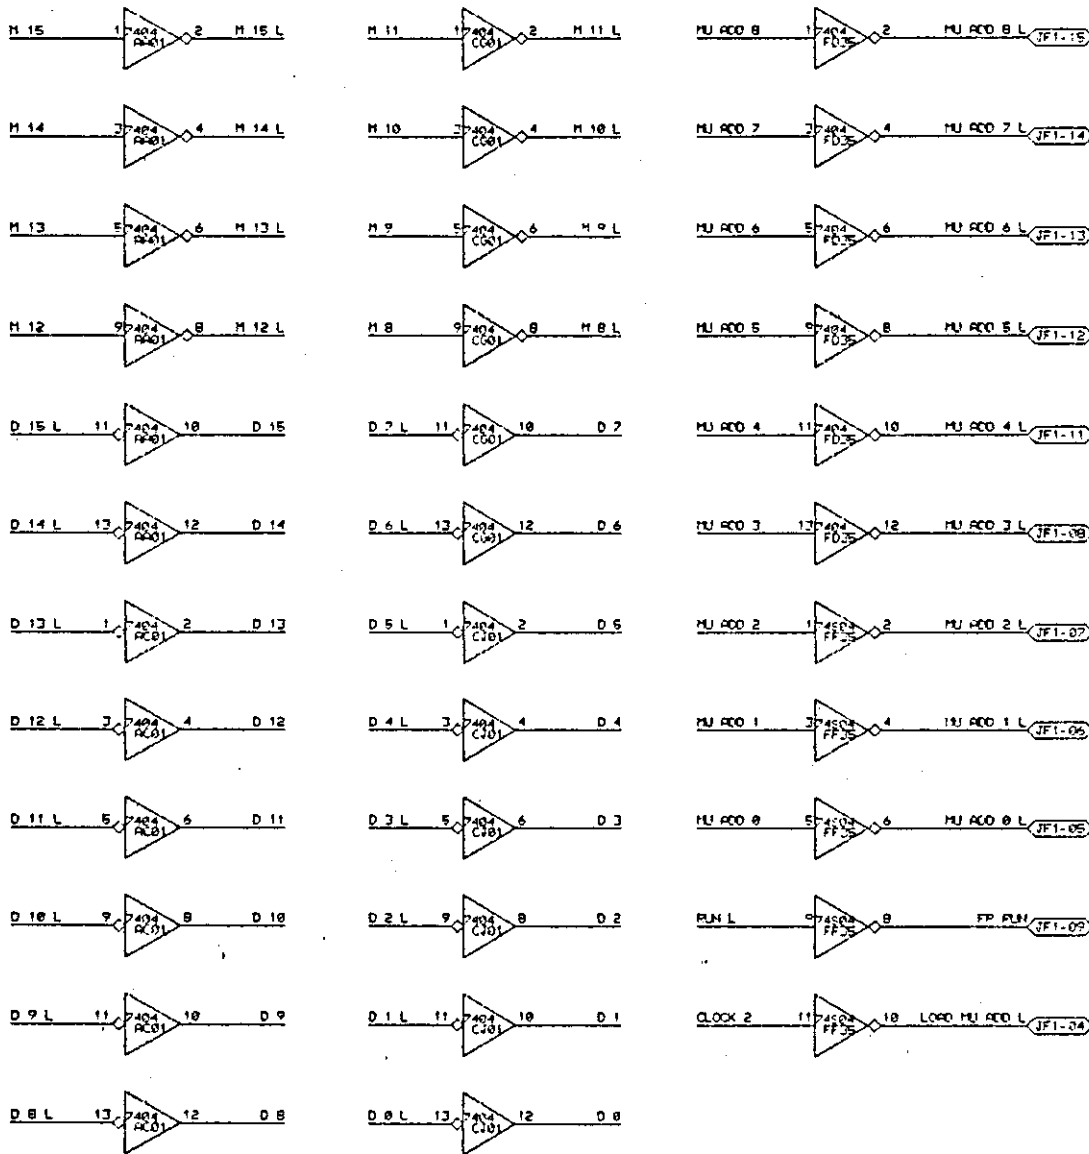 M 15 1 7404 AA01 2 M 15 L
M 14 3 7404 AA01 4 M 14 L
M 13 5 7404 AA01 6 M 13 L
M 12 9 7404 AA01 8 M 12 L
D 15 L 11 7404 AA01 10 D 15
D 14 L 13 7404 AA01 12 D 14
D 13 L 1 7404 AC01 2 D 13
D 12 L 3 7404 AC01 4 D 12
D 11 L 5 7404 AC01 6 D 11
D 10 L 9 7404 AC01 8 D 10
D 9 L 11 7404 AC01 10 D 9
D 8 L 13 7404 AC01 12 D 8
M 11 1 7404 CG01 2 M 11 L
M 10 3 7404 CG01 4 M 10 L
M 9 5 7404 CG01 6 M 9 L
M 8 9 7404 CG01 8 M 8 L
D 7 L 11 7404 CG01 10 D 7
D 6 L 13 7404 CG01 12 D 6
D 5 L 1 7404 CJ01 2 D 5
D 4 L 3 7404 CJ01 4 D 4
D 3 L 5 7404 CJ01 6 D 3
D 2 L 9 7404 CJ01 8 D 2
D 1 L 11 7404 CJ01 10 D 1
D 0 L 13 7404 CJ01 12 D 0
MU ADD 8 1 7404 FD35 2 MU ADD 8 L JF1-15
MU ADD 7 3 7404 FD35 4 MU ADD 7 L JF1-14
MU ADD 6 5 7404 FD35 6 MU ADD 6 L JF1-13
MU ADD 5 9 7404 FD35 8 MU ADD 5 L JF1-12
MU ADD 4 11 7404 FD35 10 MU ADD 4 L JF1-11
MU ADD 3 13 7404 FD35 12 MU ADD 3 L JF1-08
MU ADD 2 1 74S04 FF35 2 MU ADD 2 L JF1-07
MU ADD 1 3 74S04 FF35 4 MU ADD 1 L JF1-06
MU ADD 0 5 74S04 FF35 6 MU ADD 0 L JF1-05
RUN L 9 74S04 FF35 8 FP RUN JF1-09
CLOCK 2 11 74S04 FF35 10 LOAD MU ADD L JF1-04